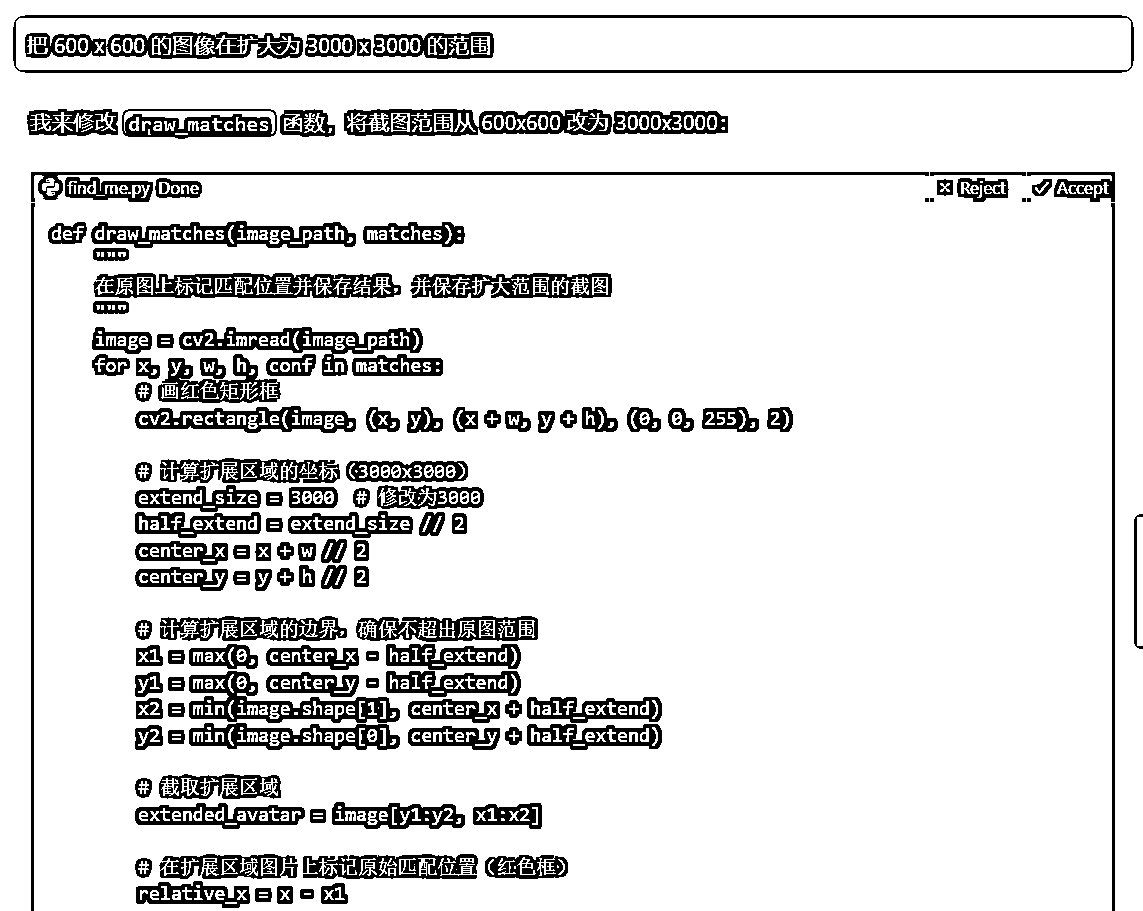 把 600 x 600 的图像在扩大为 3000 x 3000 的范围
我来修改 draw_matches 函数，将截图范围从 600x600 改为 3000x3000:
find_me.py Done Reject Accept
def draw_matches(image_path, matches):
    """
    在原图上标记匹配位置并保存结果，并保存扩大范围的截图
    """
    image = cv2.imread(image_path)
    for x, y, w, h, conf in matches:
        # 画红色矩形框
        cv2.rectangle(image, (x, y), (x + w, y + h), (0, 0, 255), 2)
        # 计算扩展区域的坐标（3000x3000）
        extend_size = 3000  # 修改为3000
        half_extend = extend_size // 2
        center_x = x + w // 2
        center_y = y + h // 2
        # 计算扩展区域的边界，确保不超出原图范围
        x1 = max(0, center_x - half_extend)
        y1 = max(0, center_y - half_extend)
        x2 = min(image.shape[1], center_x + half_extend)
        y2 = min(image.shape[0], center_y + half_extend)
        # 截取扩展区域
        extended_avatar = image[y1:y2, x1:x2]
        # 在扩展区域图片上标记原始匹配位置（红色框）
        relative_x = x - x1